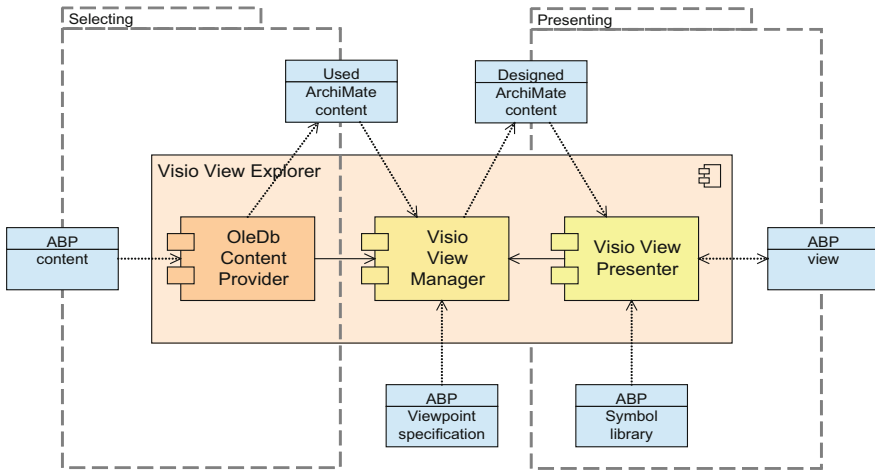 Selecting
Presenting
Used
ArchiMate
content
Designed
ArchiMate
content
Visio View Explorer
ABP
content
OleDb
Content
Provider
Visio
View
Manager
Visio View
Presenter
ABP
view
ABP
Viewpoint
specification
ABP
Symbol
library